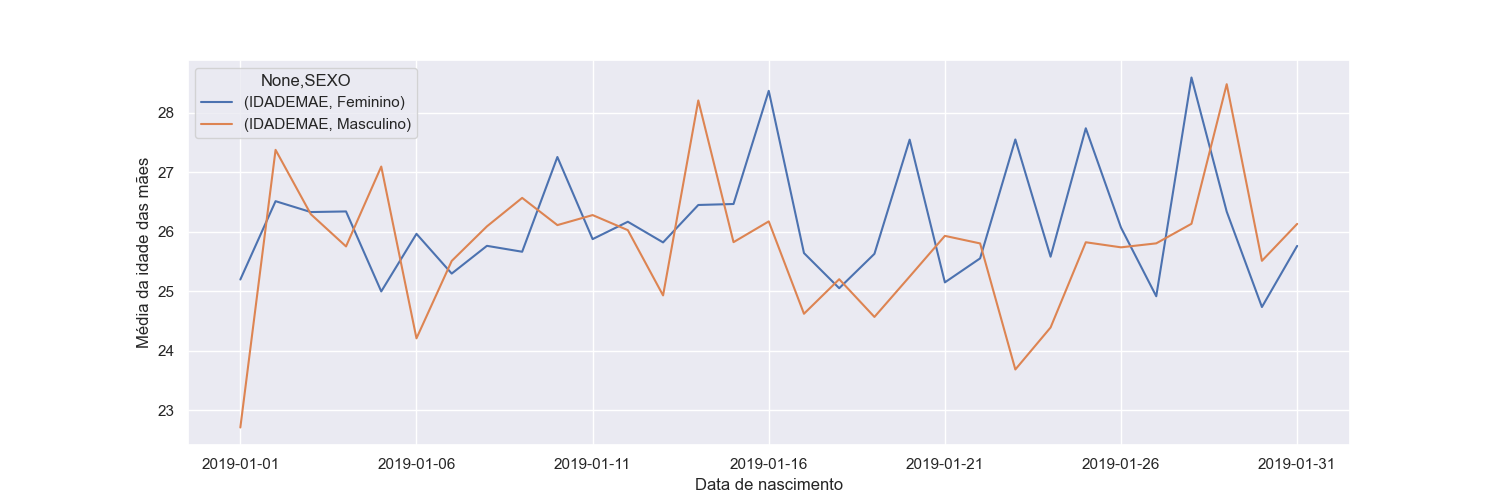 None,SEXO
(IDADEMAE, Feminino)
(IDADEMAE, Masculino)
Média da idade das mães
28
27
26
25
24
23
2019-01-01
2019-01-06
2019-01-11
2019-01-16
2019-01-21
2019-01-26
2019-01-31
Data de nascimento